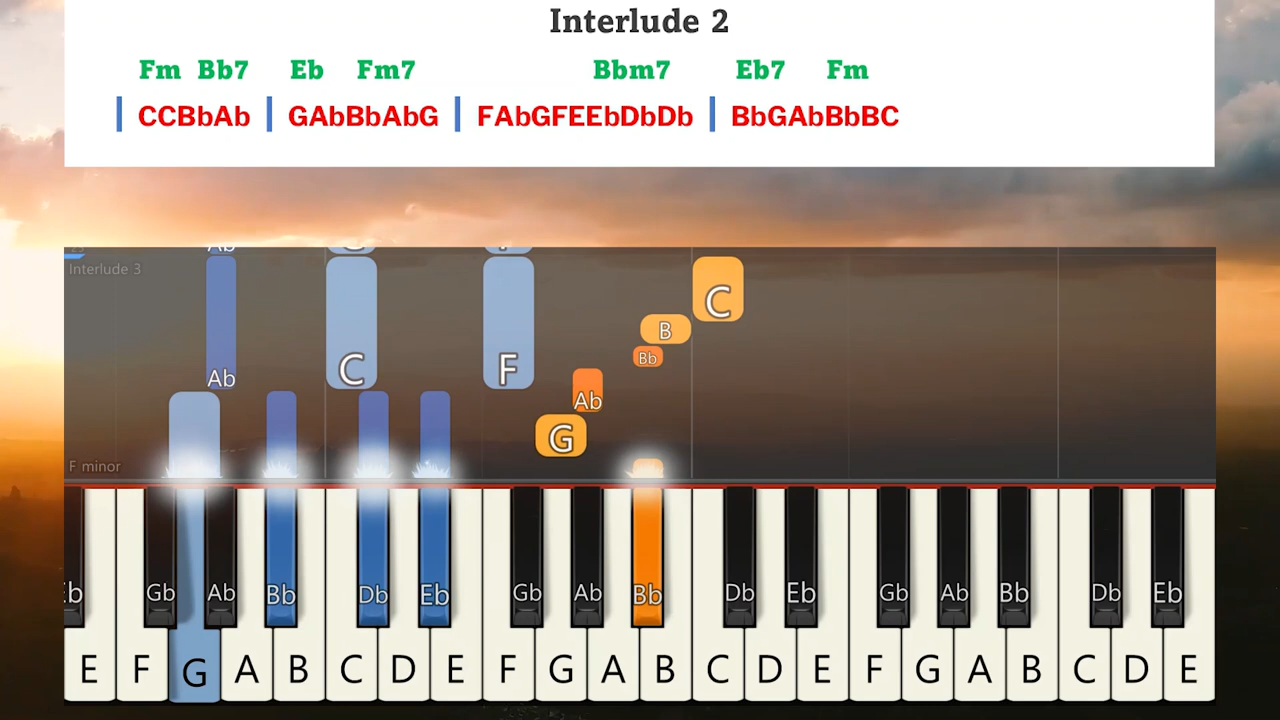 Interlude 2
Fm Bb7 Eb Fm7 Bbm7 Eb7 Fm
| CCBbAb | GAbBbAbG | FAbGFEEbDbDb | BbGAbBbBC
Interlude 3
Ab
C
F
C
B
Bb
Ab
G
F minor
Eb Gb Ab Bb Db Eb Gb Ab Bb Db Eb Gb Ab Bb Db Eb
E F G A B C D E F G A B C D E F G A B C D E